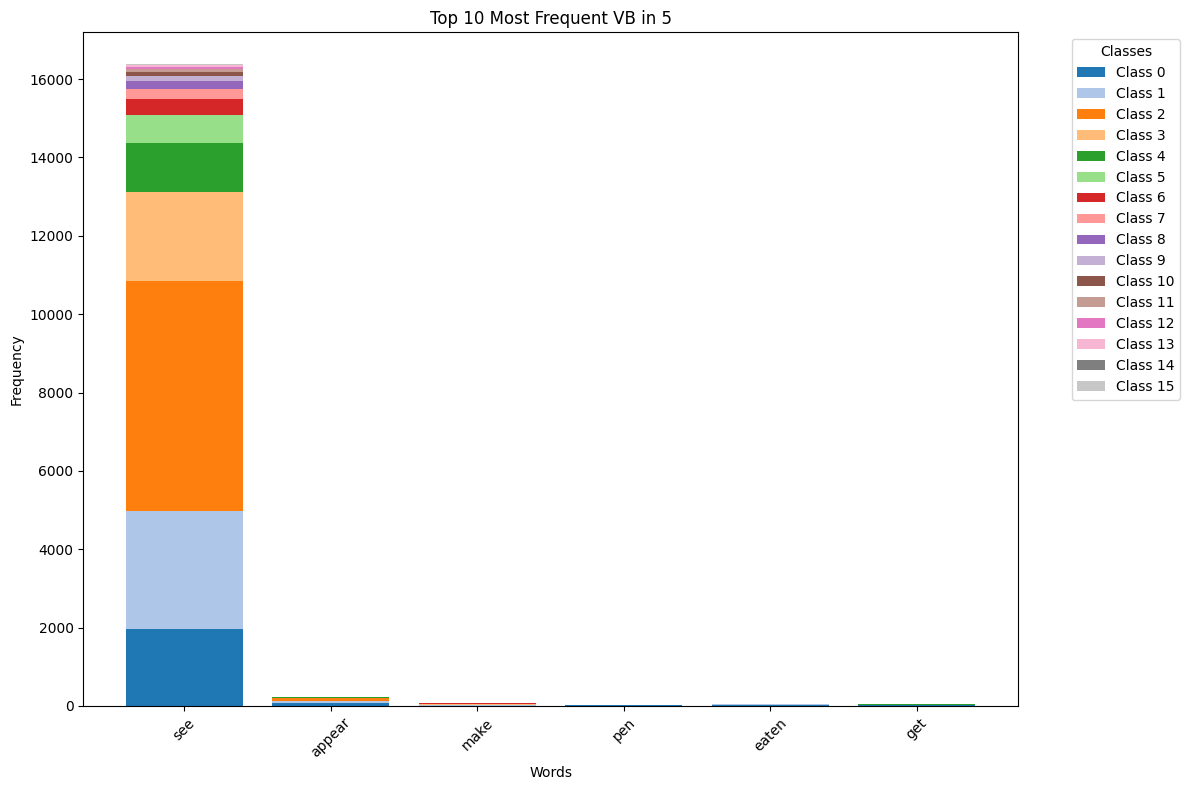 Top 10 Most Frequent VB in 5
Frequency
16000
14000
12000
10000
8000
6000
4000
2000
0
see
appear
make
pen
eaten
get
Words
Classes
Class 0
Class 1
Class 2
Class 3
Class 4
Class 5
Class 6
Class 7
Class 8
Class 9
Class 10
Class 11
Class 12
Class 13
Class 14
Class 15